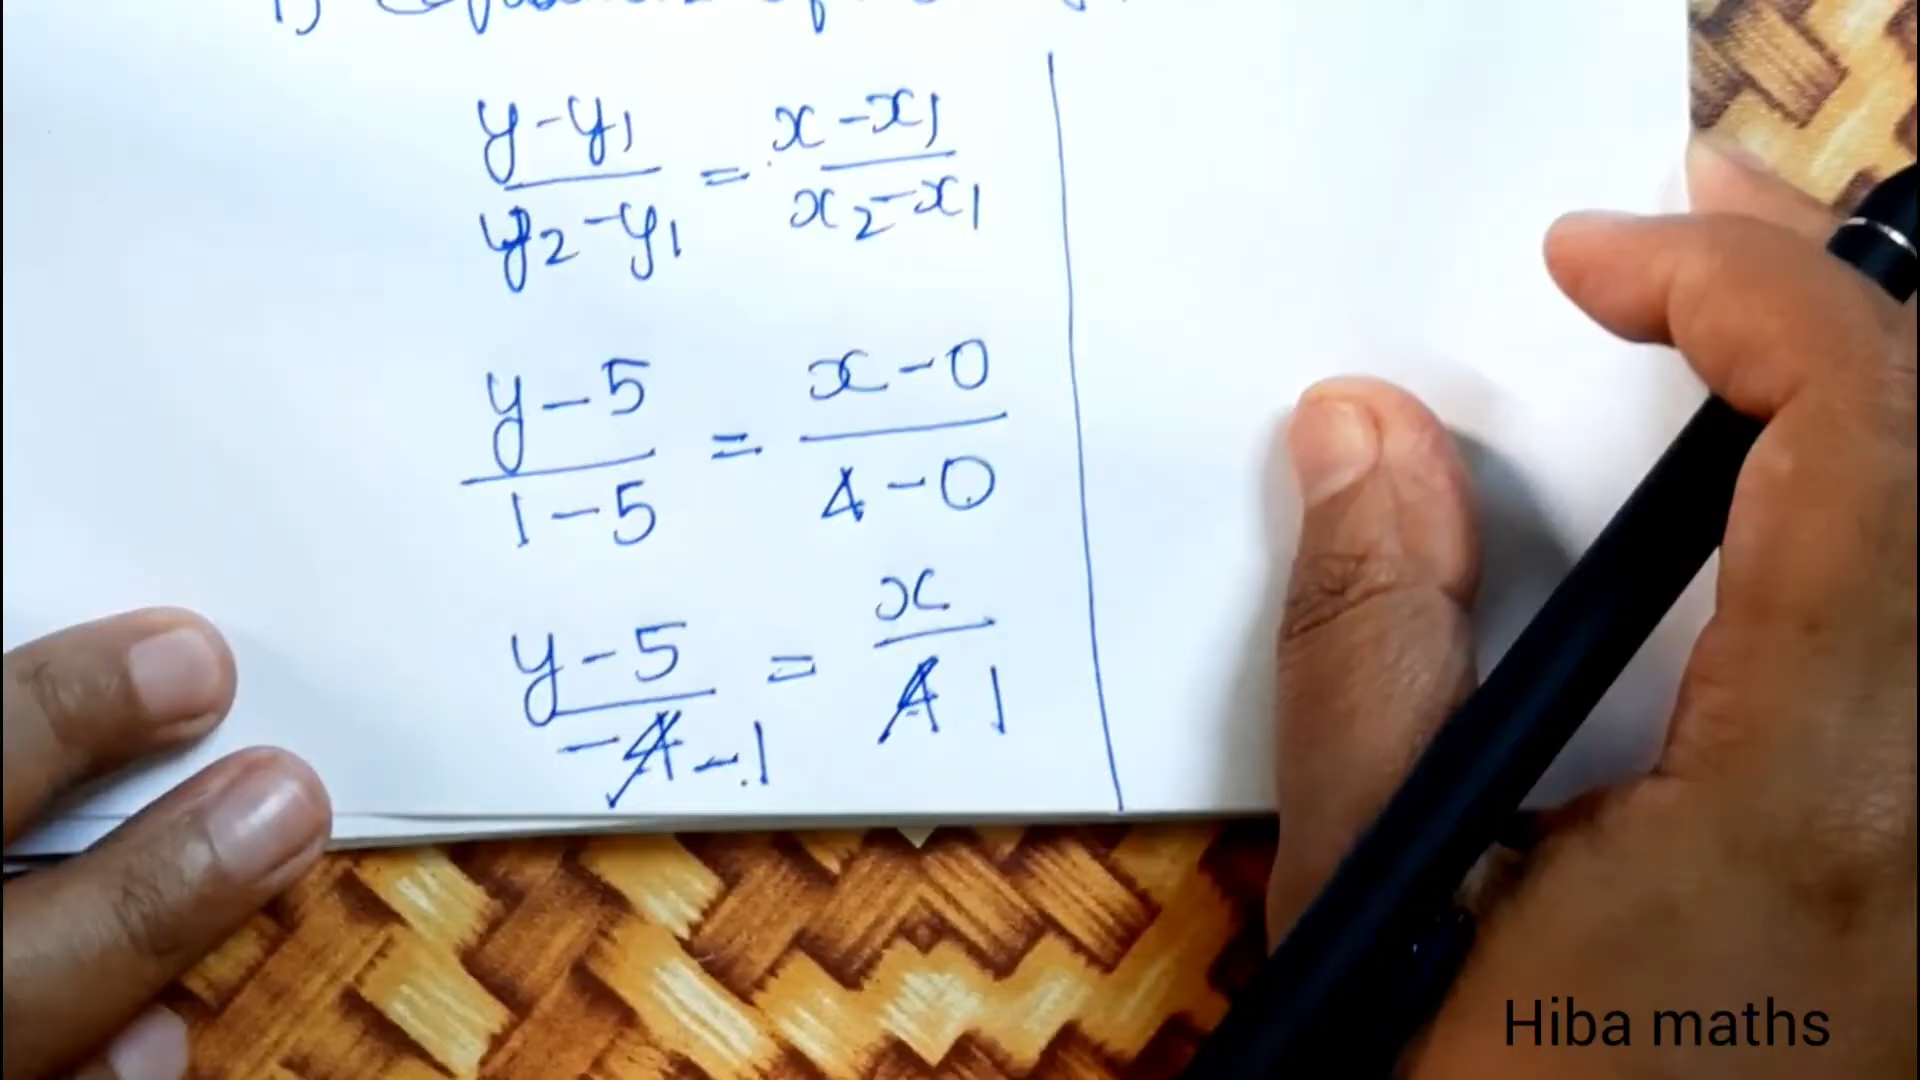 1)
y-y1 / y2-y1 = x-x1 / x2-x1
y-5 / 1-5 = x-0 / 4-0
y-5 / -4 -1 = x / 4 1
Hiba maths